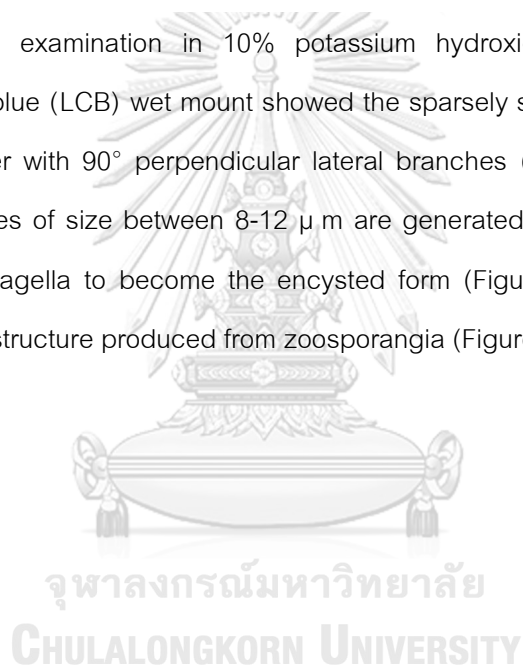 examination in 10% potassium hydroxi
olue (LCB) wet mount showed the sparsely s
er with 90° perpendicular lateral branches (
es of size between 8-12 μm are generated
agella to become the encysted form (Figu
structure produced from zoosporangia (Figure
จุฬาลงกรณ์มหาวิทยาลัย
CHULALONGKORN UNIVERSITY